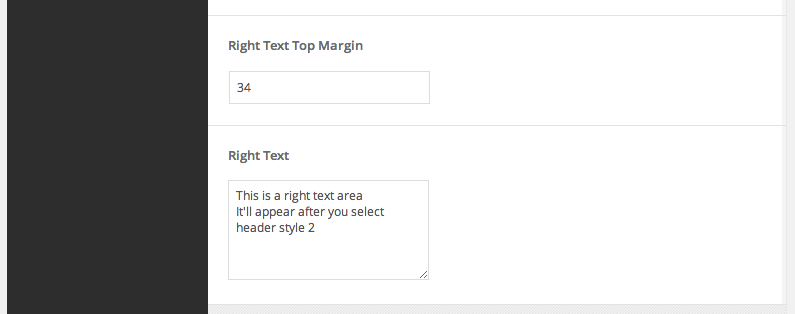 Right Text Top Margin
34
Right Text
This is a right text area
It'll appear after you select
header style 2